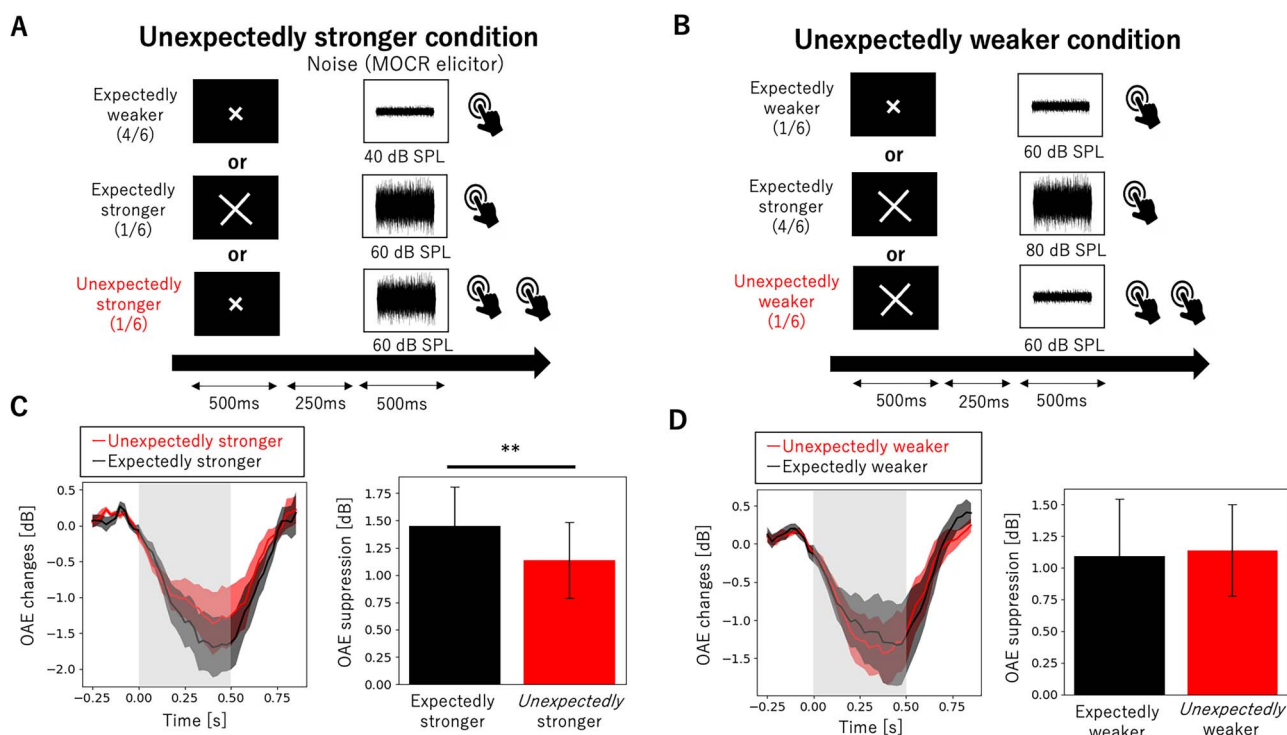 A
Unexpectedly stronger condition
Noise (MOCR elicitor)
Expectedly
weaker
(4/6)
40 dB SPL
or
Expectedly
stronger
(1/6)
60 dB SPL
or
Unexpectedly
stronger
(1/6)
60 dB SPL
500ms
250ms
500ms
B
Unexpectedly weaker condition
Expectedly
weaker
(1/6)
60 dB SPL
or
Expectedly
stronger
(4/6)
80 dB SPL
or
Unexpectedly
weaker
(1/6)
60 dB SPL
500ms
250ms
500ms
C
Unexpectedly stronger
Expectedly stronger
OAE changes [dB]
0.5
0.0
−0.5
−1.0
−1.5
−2.0
−0.25
0.00
0.25
0.50
0.75
Time [s]
**
OAE suppression [dB]
1.75
1.50
1.25
1.00
0.75
0.50
0.25
0.00
Expectedly
stronger
Unexpectedly
stronger
D
Unexpectedly weaker
Expectedly weaker
OAE changes [dB]
0.5
0.0
−0.5
−1.0
−1.5
−0.25
0.00
0.25
0.50
0.75
Time [s]
OAE suppression [dB]
1.50
1.25
1.00
0.75
0.50
0.25
0.00
Expectedly
weaker
Unexpectedly
weaker